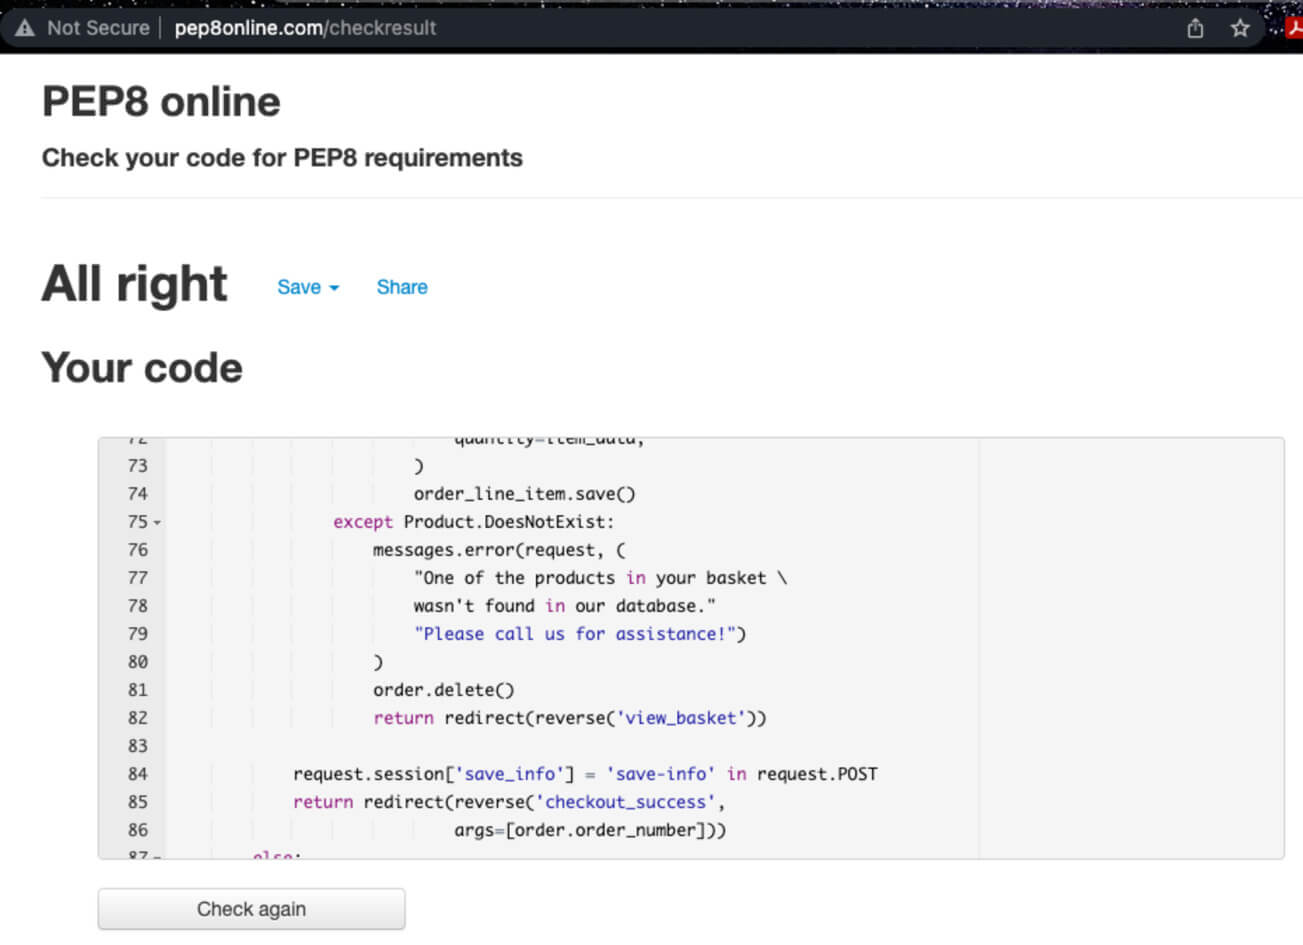 Not Secure | pep8online.com/checkresult
PEP8 online
Check your code for PEP8 requirements
All right Save Share
Your code
72 quantity=item_data,
73 )
74 order_line_item.save()
75 except Product.DoesNotExist:
76 messages.error(request, (
77 "One of the products in your basket \
78 wasn't found in our database."
79 "Please call us for assistance!")
80 )
81 order.delete()
82 return redirect(reverse('view_basket'))
83
84 request.session['save_info'] = 'save-info' in request.POST
85 return redirect(reverse('checkout_success',
86 args=[order.order_number]))
87 else:
Check again